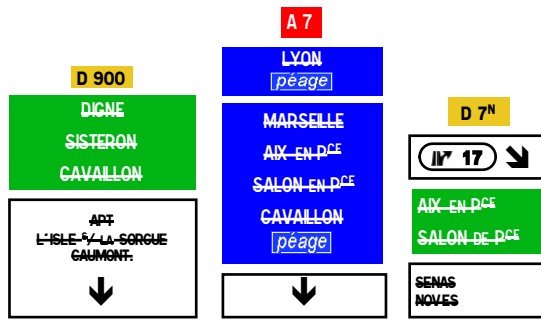 D 900
DIGNE
SISTERON
CAVAILLON
APT
L'ISLE S/ LA SORGUE
CAUMONT.
A 7
LYON
péage
MARSEILLE
AIX EN PCE
SALON EN PCE
CAVAILLON
péage
D 7N
17
AIX EN PCE
SALON DE PCE
SENAS
NOVES